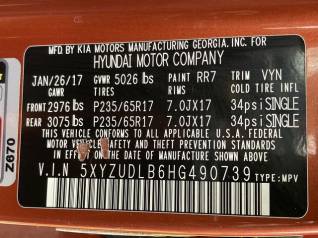 MFD.BY KIA MOTORS MANUFACTURING GEORGIA, INC. FOR
HYUNDAI MOTOR COMPANY
JAN/26/17 GVWR 5026 lbs PAINT RR7 TRIM VYN
GAWR TIRES RIMS COLD TIRE INFL
FRONT 2976 lbs P235/65R17 7.0JX17 34psi SINGLE
REAR 3075 lbs P235/65R17 7.0JX17 34psi SINGLE
THIS VEHICLE CONFORMS TO ALL APPLICABLE U.S.A. FEDERAL
MOTOR VEHICLE SAFETY AND THEFT PREVENTION
STANDARDS IN EFFECT ON THE DATE OF MANUFACTURE SHOWN ABOVE.
V.I.N 5XYZUDLB6HG490739 TYPE:MPV
Z670